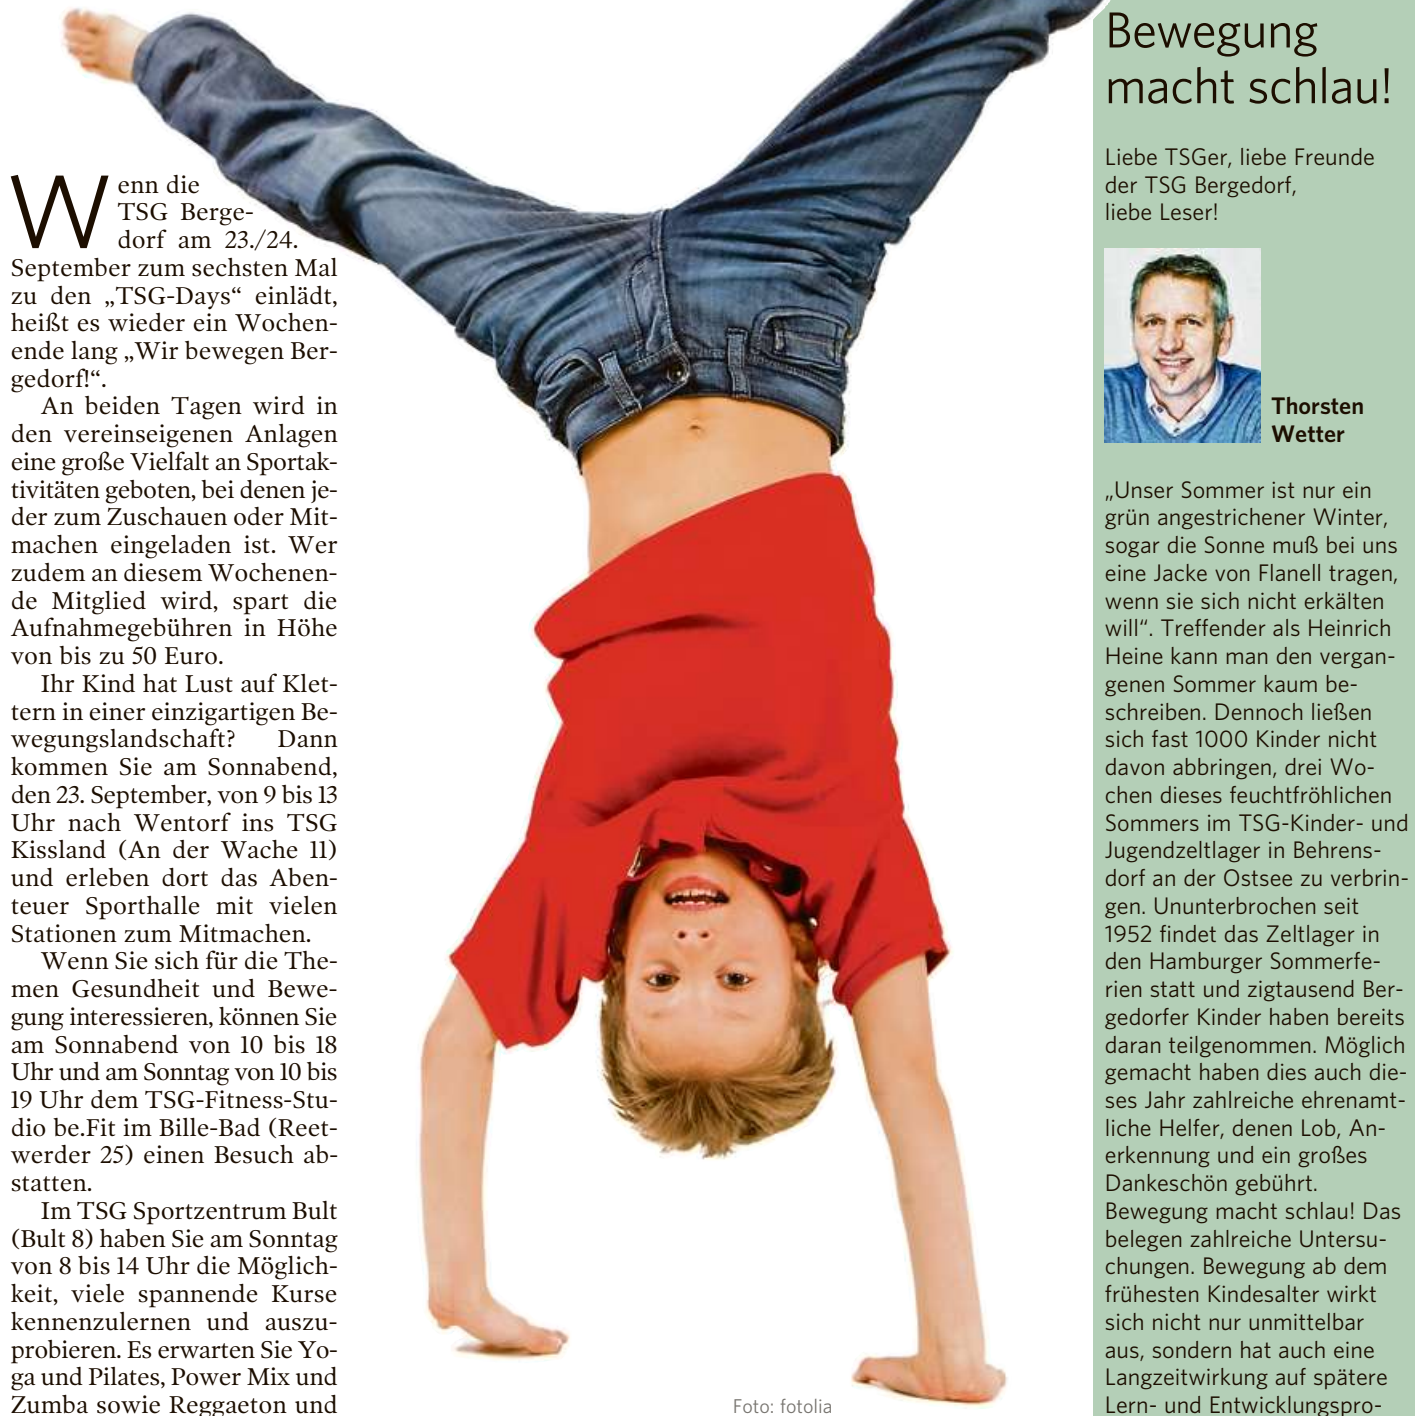 Wenn die
TSG Berge-
dorf am 23./24.
September zum sechsten Mal
zu den „TSG-Days“ einlädt,
heißt es wieder ein Wochen-
ende lang „Wir bewegen Ber-
gedorf!“.
An beiden Tagen wird in
den vereinseigenen Anlagen
eine große Vielfalt an Sportak-
tivitäten geboten, bei denen je-
der zum Zuschauen oder Mit-
machen eingeladen ist. Wer
zudem an diesem Wochenen-
de Mitglied wird, spart die
Aufnahmegebühren in Höhe
von bis zu 50 Euro.
Ihr Kind hat Lust auf Klet-
tern in einer einzigartigen Be-
wegungslandschaft? Dann
kommen Sie am Sonnabend,
den 23. September, von 9 bis 13
Uhr nach Wentorf ins TSG
Kissland (An der Wache 11)
und erleben dort das Aben-
teuer Sporthalle mit vielen
Stationen zum Mitmachen.
Wenn Sie sich für die The-
men Gesundheit und Bewe-
gung interessieren, können Sie
am Sonnabend von 10 bis 18
Uhr und am Sonntag von 10 bis
19 Uhr dem TSG-Fitness-Stu-
dio be.Fit im Bille-Bad (Reet-
werder 25) einen Besuch ab-
statten.
Im TSG Sportzentrum Bult
(Bult 8) haben Sie am Sonntag
von 8 bis 14 Uhr die Möglich-
keit, viele spannende Kurse
kennenzulernen und auszu-
probieren. Es erwarten Sie Yo-
ga und Pilates, Power Mix und
Zumba sowie Reggaeton und
Foto: fotolia
Bewegung
macht schlau!
Liebe TSGer, liebe Freunde
der TSG Bergedorf,
liebe Leser!
Thorsten
Wetter
„Unser Sommer ist nur ein
grün angestrichener Winter,
sogar die Sonne muß bei uns
eine Jacke von Flanell tragen,
wenn sie sich nicht erkälten
will“. Treffender als Heinrich
Heine kann man den vergan-
genen Sommer kaum be-
schreiben. Dennoch ließen
sich fast 1000 Kinder nicht
davon abbringen, drei Wo-
chen dieses feuchtfröhlichen
Sommers im TSG-Kinder- und
Jugendzeltlager in Behrens-
dorf an der Ostsee zu verbrin-
gen. Ununterbrochen seit
1952 findet das Zeltlager in
den Hamburger Sommerfe-
rien statt und zigtausend Ber-
gedorfer Kinder haben bereits
daran teilgenommen. Möglich
gemacht haben dies auch die-
ses Jahr zahlreiche ehrenamt-
liche Helfer, denen Lob, An-
erkennung und ein großes
Dankeschön gebührt.
Bewegung macht schlau! Das
belegen zahlreiche Untersu-
chungen. Bewegung ab dem
frühesten Kindesalter wirkt
sich nicht nur unmittelbar
aus, sondern hat auch eine
Langzeitwirkung auf spätere
Lern- und Entwicklungspro-